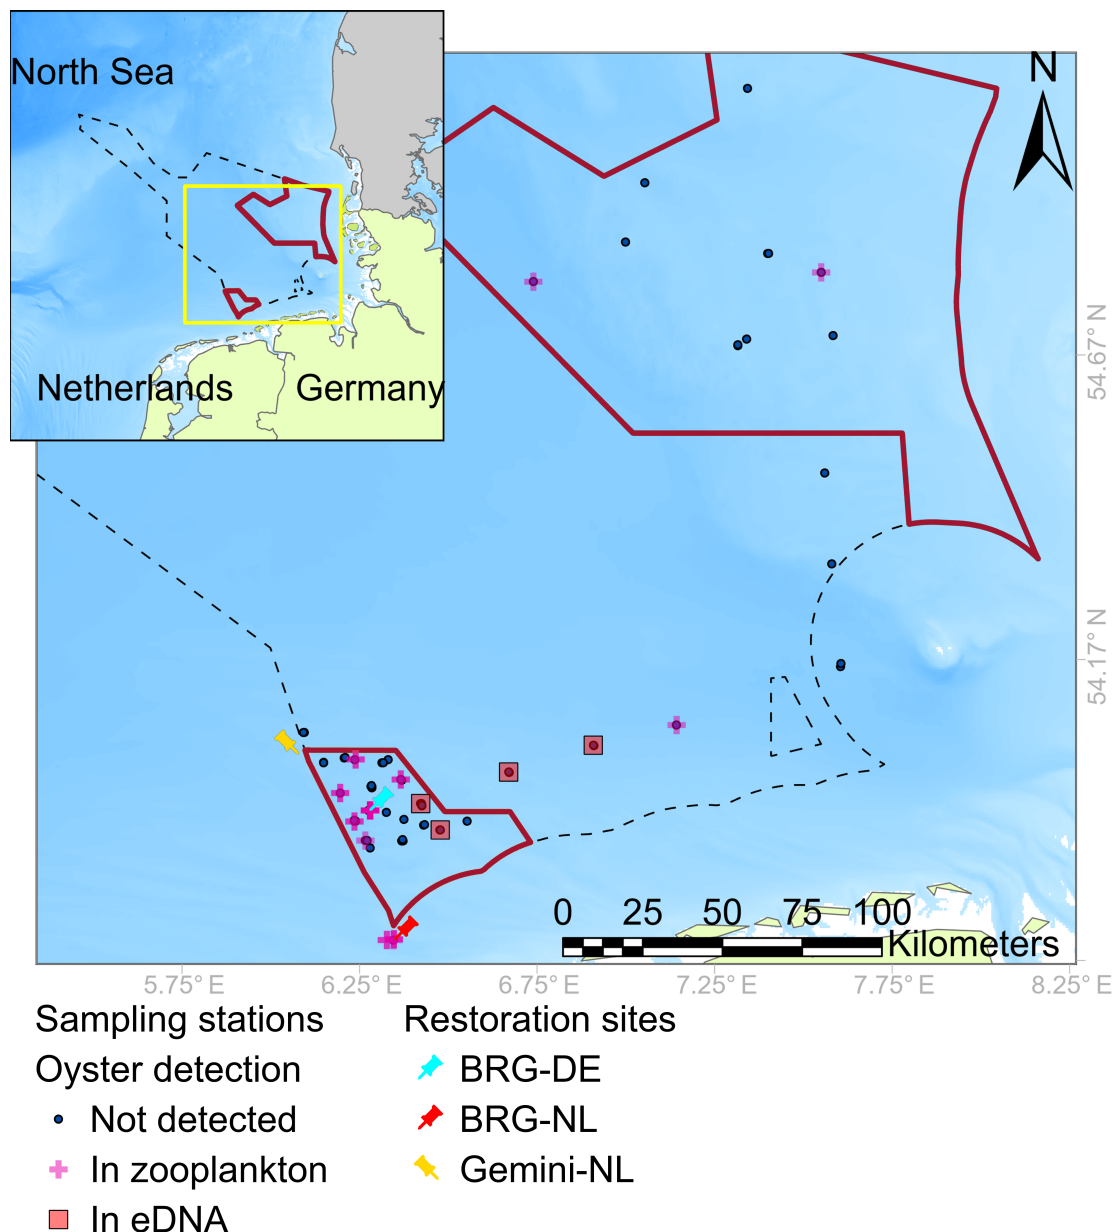 North Sea
Netherlands
Germany
N
54.67° N
54.17° N
0 25 50 75 100
Kilometers
5.75° E 6.25° E 6.75° E 7.25° E 7.75° E 8.25° E
Sampling stations
Oyster detection
Not detected
In zooplankton
In eDNA
Restoration sites
BRG-DE
BRG-NL
Gemini-NL